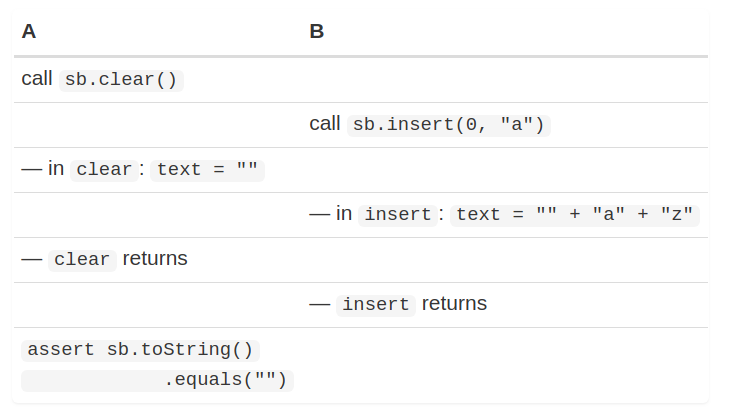 A B
call sb.clear()
call sb.insert(0, "a")
— in clear: text = ""
— in insert: text = "" + "a" + "z"
— clear returns
— insert returns
assert sb.toString()
.equals("")